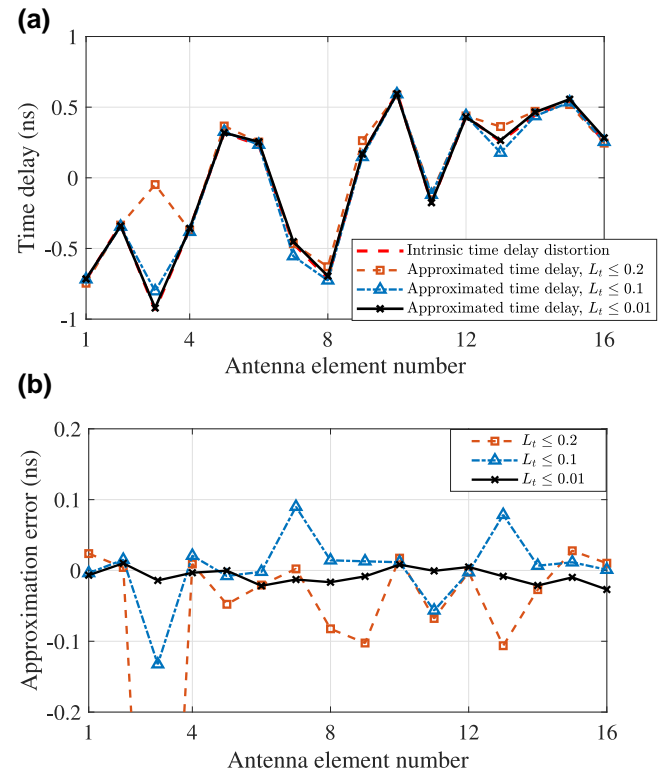 (a)
1
0.5
0
-0.5
-1
Time delay (ns)
Intrinsic time delay distortion
Approximated time delay, L_t ≤ 0.2
Approximated time delay, L_t ≤ 0.1
Approximated time delay, L_t ≤ 0.01
1 4 8 12 16
Antenna element number
(b)
0.2
0.1
0
-0.1
-0.2
Approximation error (ns)
L_t ≤ 0.2
L_t ≤ 0.1
L_t ≤ 0.01
1 4 8 12 16
Antenna element number